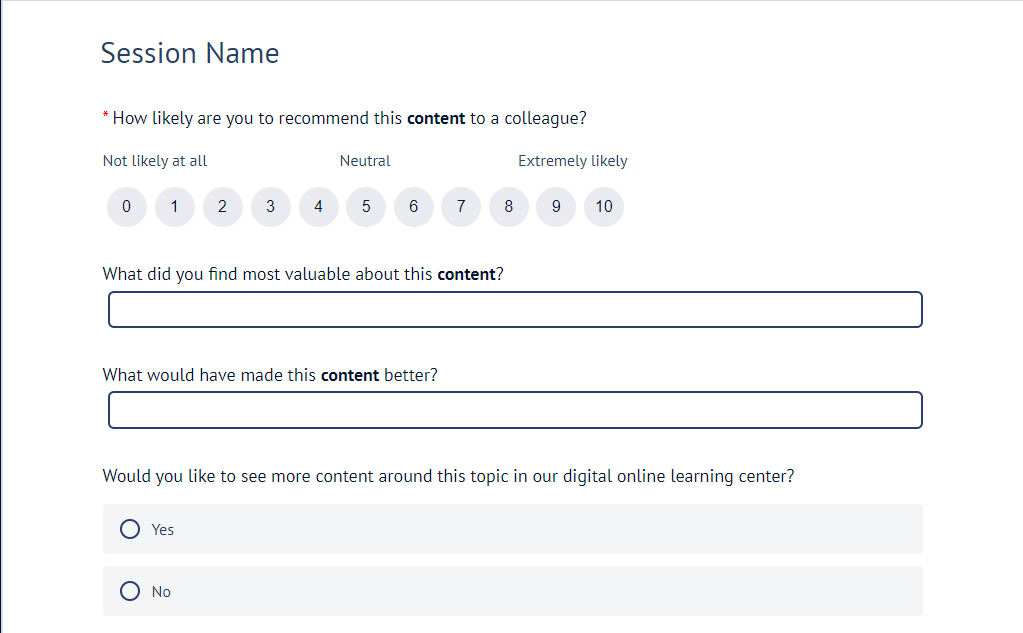 Session Name
* How likely are you to recommend this content to a colleague?
Not likely at all Neutral Extremely likely
0 1 2 3 4 5 6 7 8 9 10
What did you find most valuable about this content?
What would have made this content better?
Would you like to see more content around this topic in our digital online learning center?
Yes
No